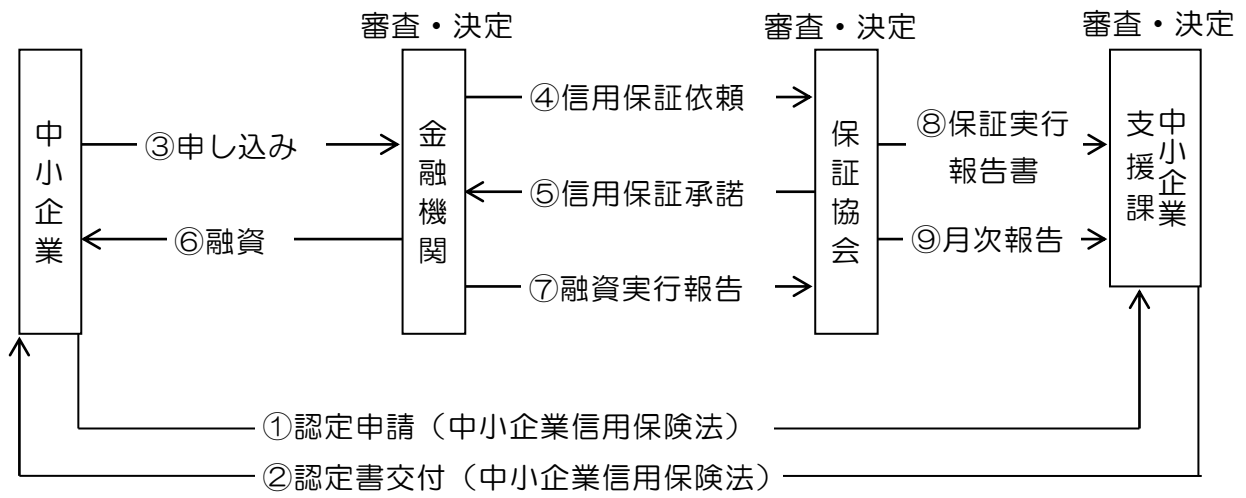 審査・決定
審査・決定
審査・決定
中小企業
金融機関
保証協会
中小企業
支援課
③申し込み
④信用保証依頼
⑤信用保証承諾
⑥融資
⑦融資実行報告
⑧保証実行
報告書
⑨月次報告
①認定申請（中小企業信用保険法）
②認定書交付（中小企業信用保険法）